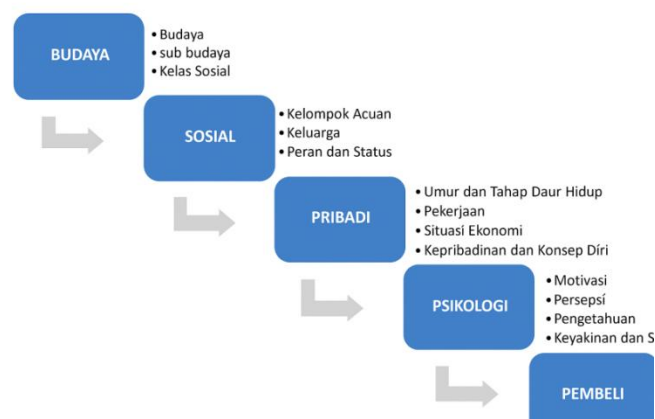 BUDAYA
• Budaya
• sub budaya
• Kelas Sosial
SOSIAL
• Kelompok Acuan
• Keluarga
• Peran dan Status
PRIBADI
• Umur dan Tahap Daur Hidup
• Pekerjaan
• Situasi Ekonomi
• Kepribadinan dan Konsep Diri
PSIKOLOGI
• Motivasi
• Persepsí
• Pengetahuan
• Keyakinan dan S
PEMBELI